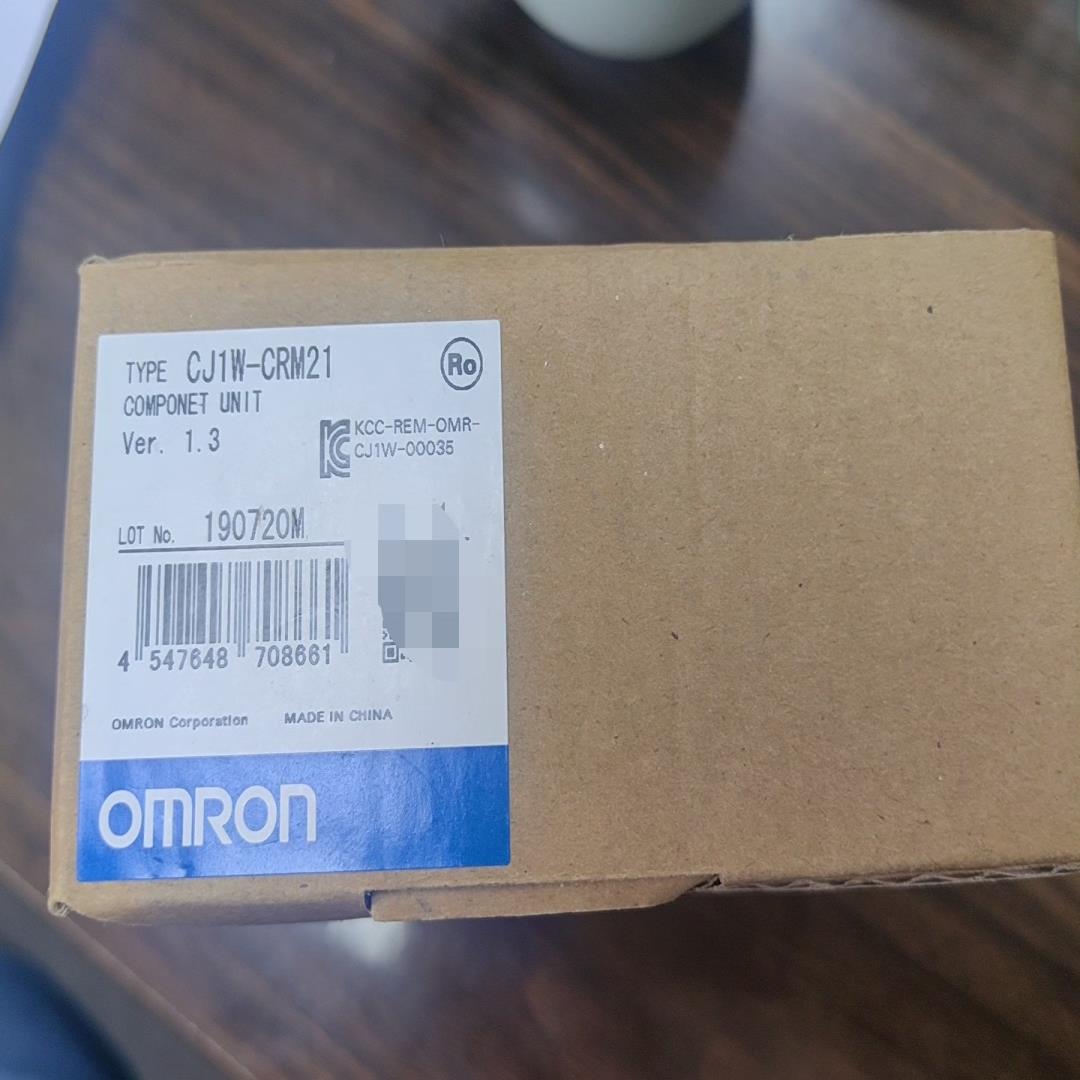 TYPE CJ1W-CRM21
Ro
COMPONET UNIT
Ver. 1.3
KCC-REM-OMR-
CJ1W-00035
LOT No. 190720M
4 547648 708661
OMRON Corporation MADE IN CHINA
OMRON